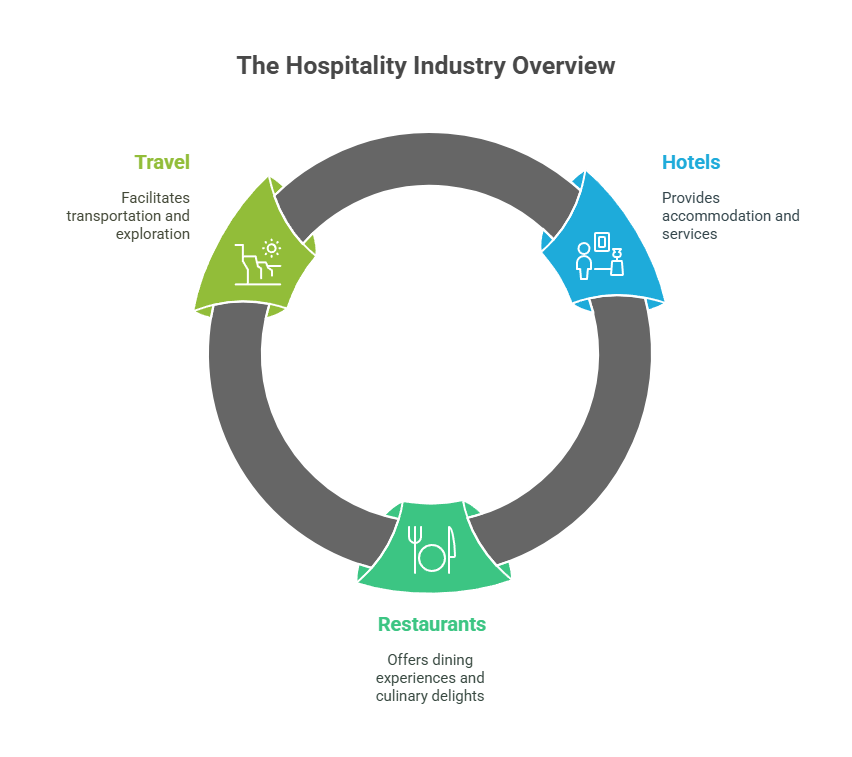 The Hospitality Industry Overview
Travel
Facilitates
transportation and
exploration
Hotels
Provides
accommodation and
services
Restaurants
Offers dining
experiences and
culinary delights